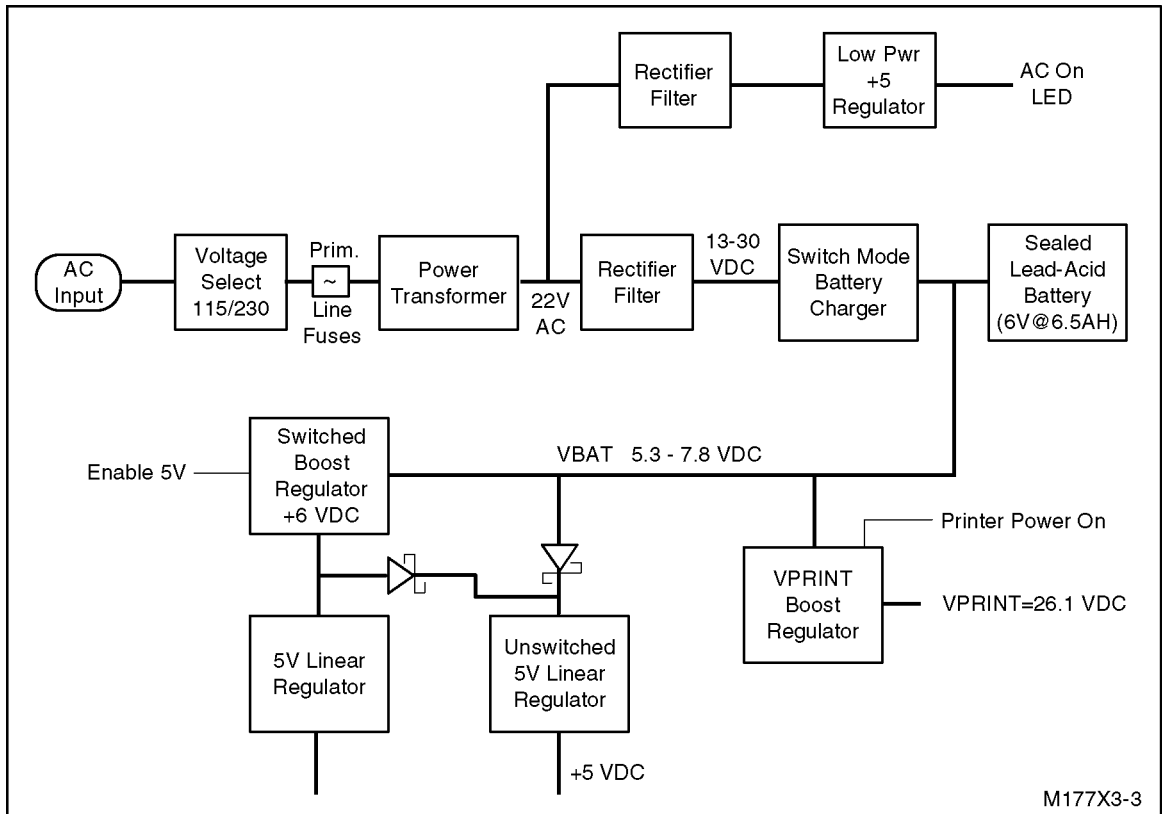 Rectifier
Filter
Low Pwr
+5
Regulator
AC On
LED
AC
Input
Voltage
Select
115/230
Prim.
~
Line
Fuses
Power
Transformer
22V
AC
Rectifier
Filter
13-30
VDC
Switch Mode
Battery
Charger
Sealed
Lead-Acid
Battery
(6V@6.5AH)
Enable 5V
Switched
Boost
Regulator
+6 VDC
VBAT 5.3 - 7.8 VDC
Printer Power On
VPRINT
Boost
Regulator
VPRINT=26.1 VDC
5V Linear
Regulator
Unswitched
5V Linear
Regulator
+5 VDC
M177X3-3